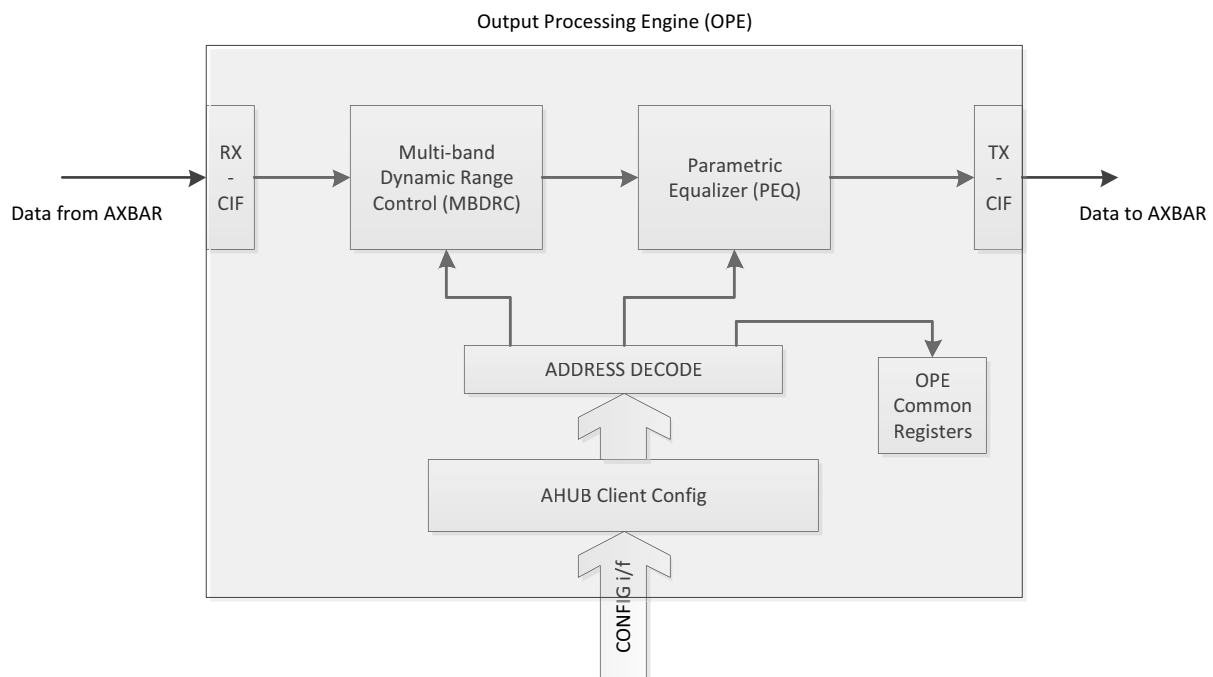 Output Processing Engine (OPE)
RX
-
CIF
Multi-band
Dynamic Range
Control (MBDRC)
Parametric
Equalizer (PEQ)
TX
-
CIF
Data from AXBAR
Data to AXBAR
ADDRESS DECODE
OPE
Common
Registers
AHUB Client Config
CONFIG i/f